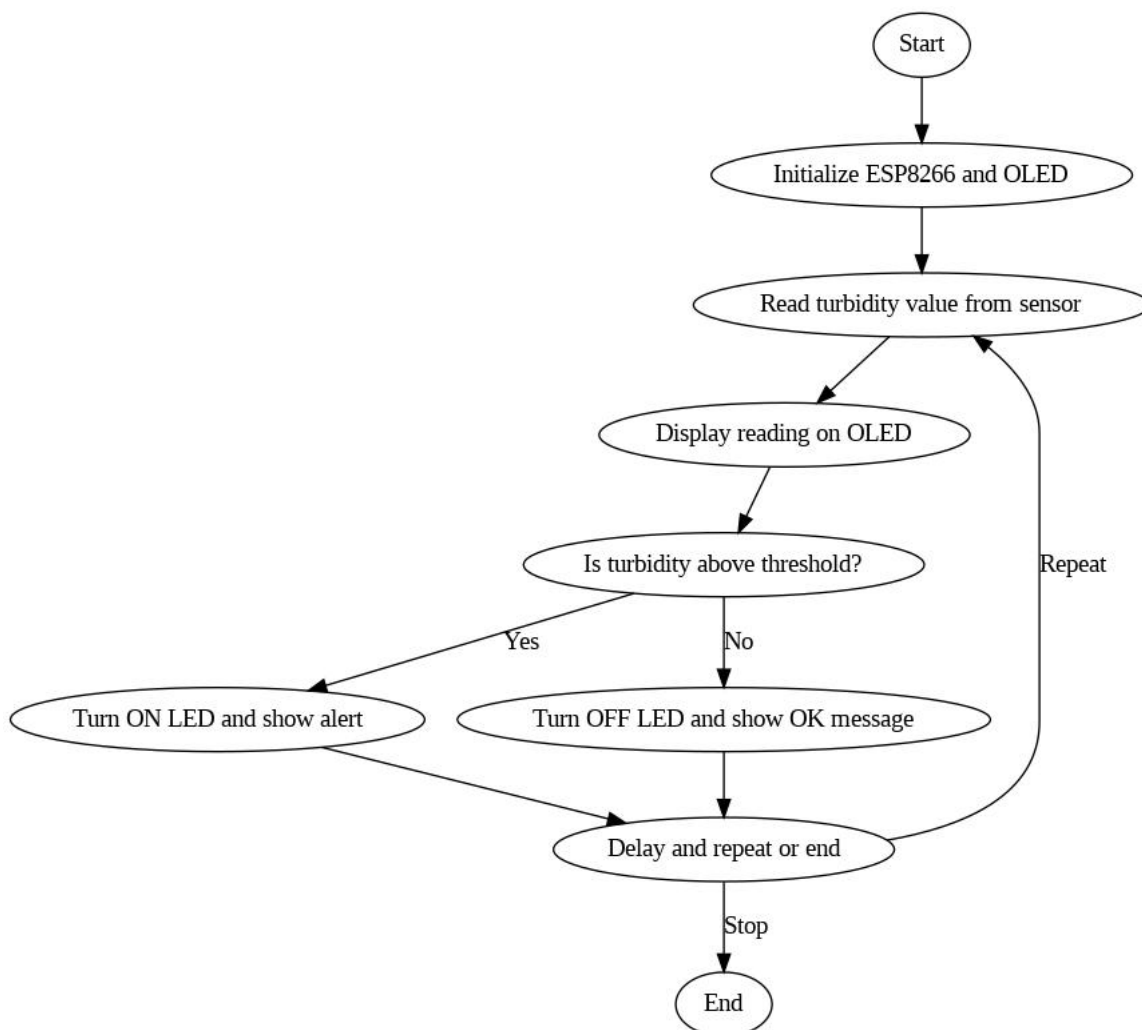 Start
Initialize ESP8266 and OLED
Read turbidity value from sensor
Display reading on OLED
Is turbidity above threshold?
Repeat
Yes
No
Turn ON LED and show alert
Turn OFF LED and show OK message
Delay and repeat or end
Stop
End